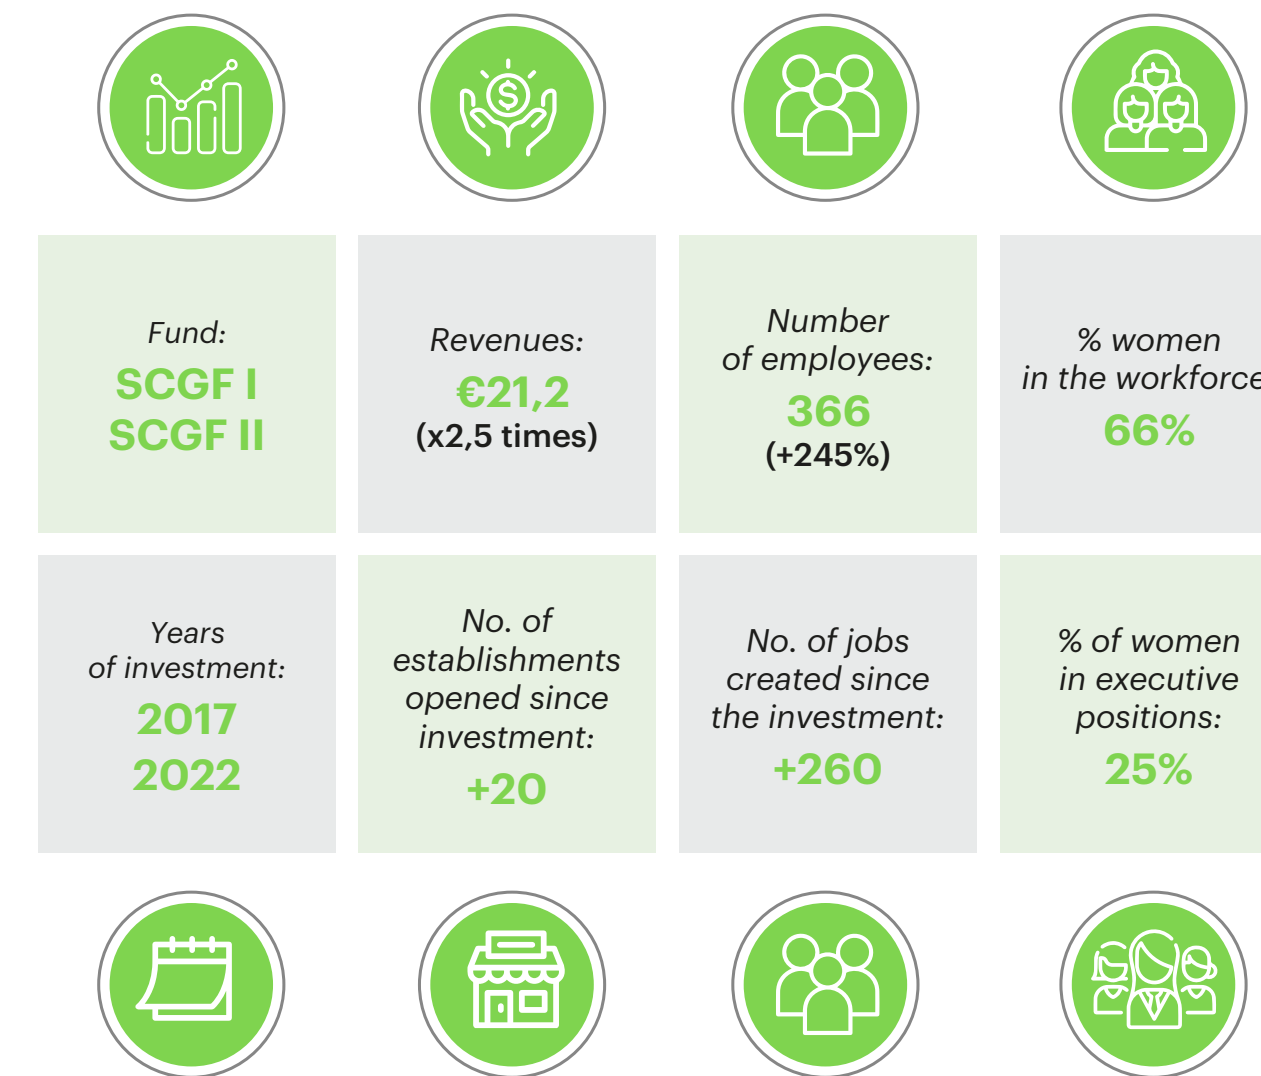 Fund:
SCGF I
SCGF II
Revenues:
€21,2
(x2,5 times)
Number
of employees:
366
(+245%)
% women
in the workforce
66%
Years
of investment:
2017
2022
No. of
establishments
opened since
investment:
+20
No. of jobs
created since
the investment:
+260
% of women
in executive
positions:
25%